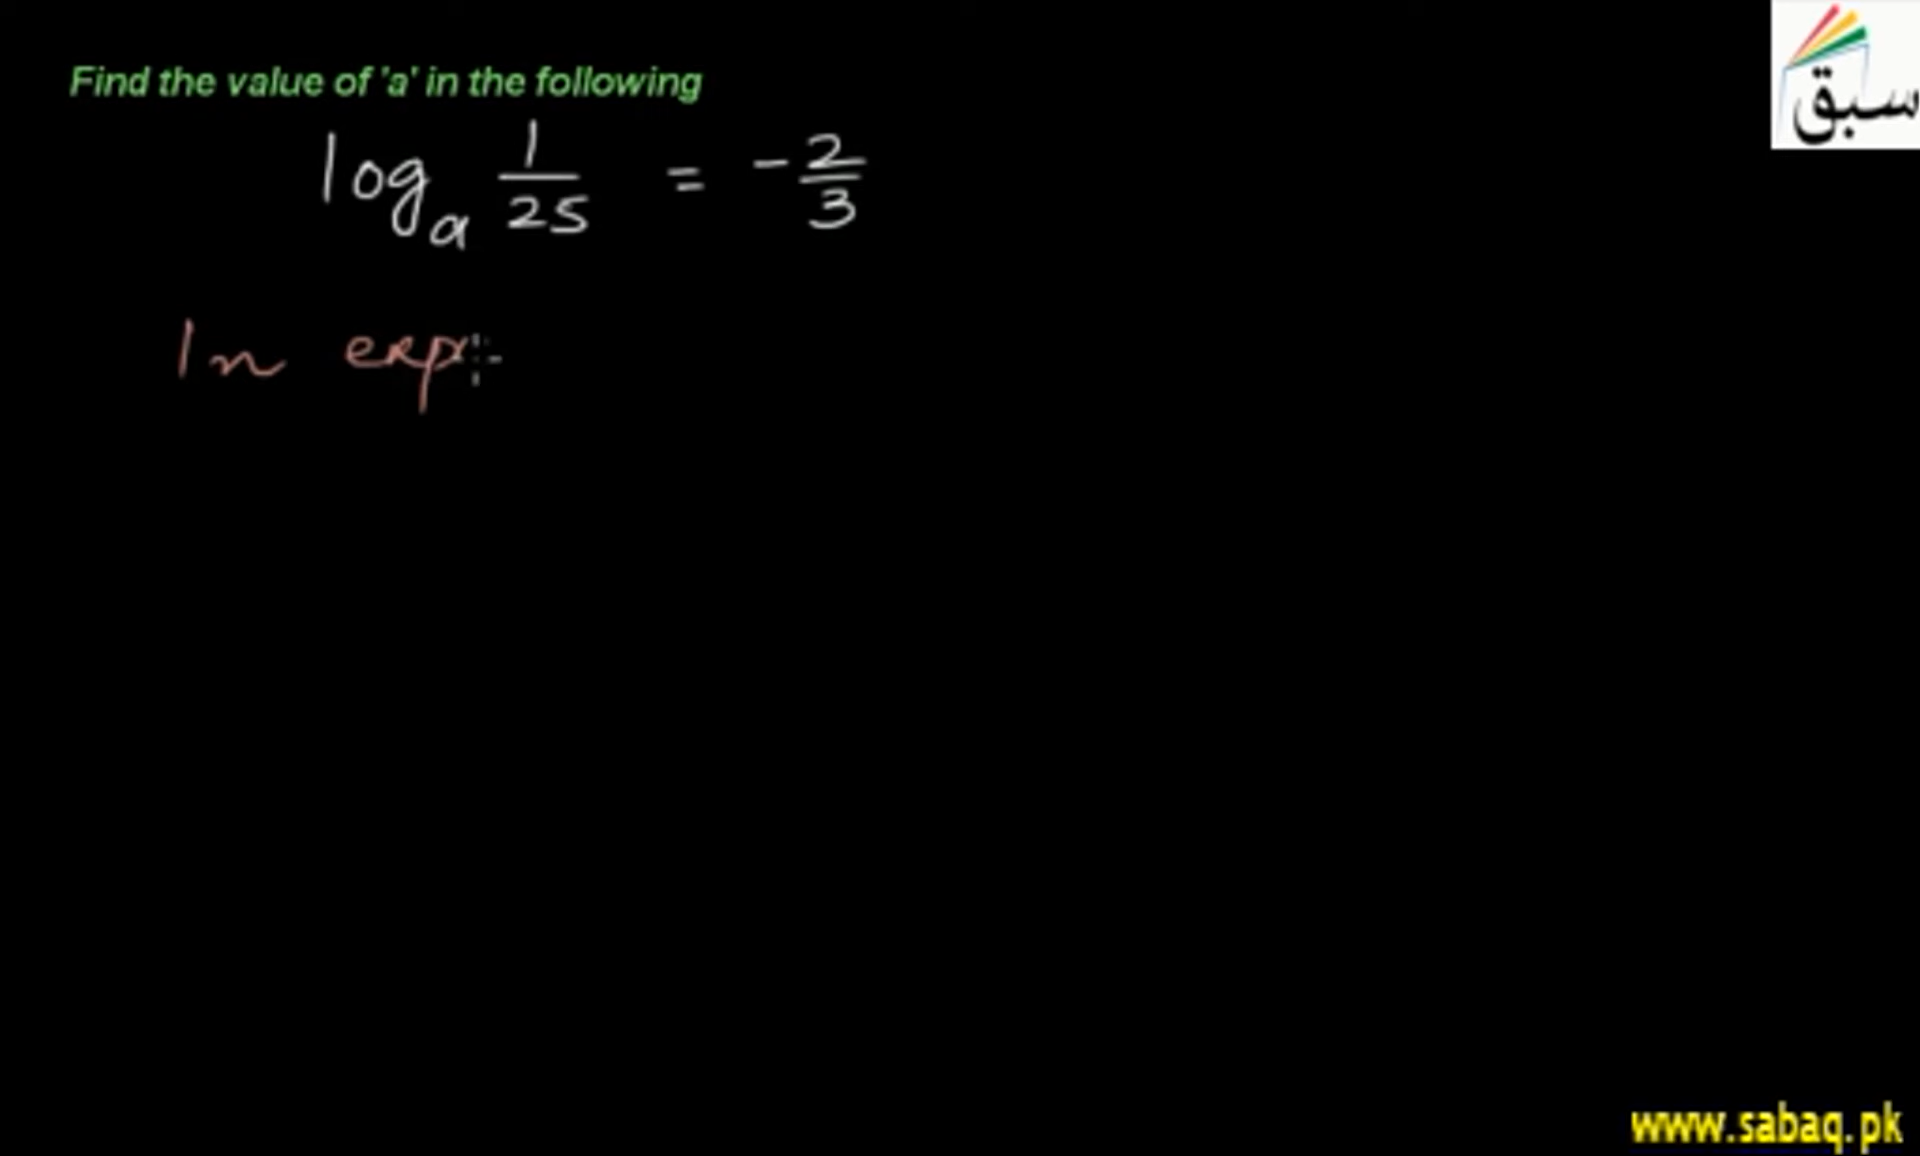 Find the value of 'a' in the following
سبق
log_a 1/25 = -2/3
In exp
www.sabaq.pk